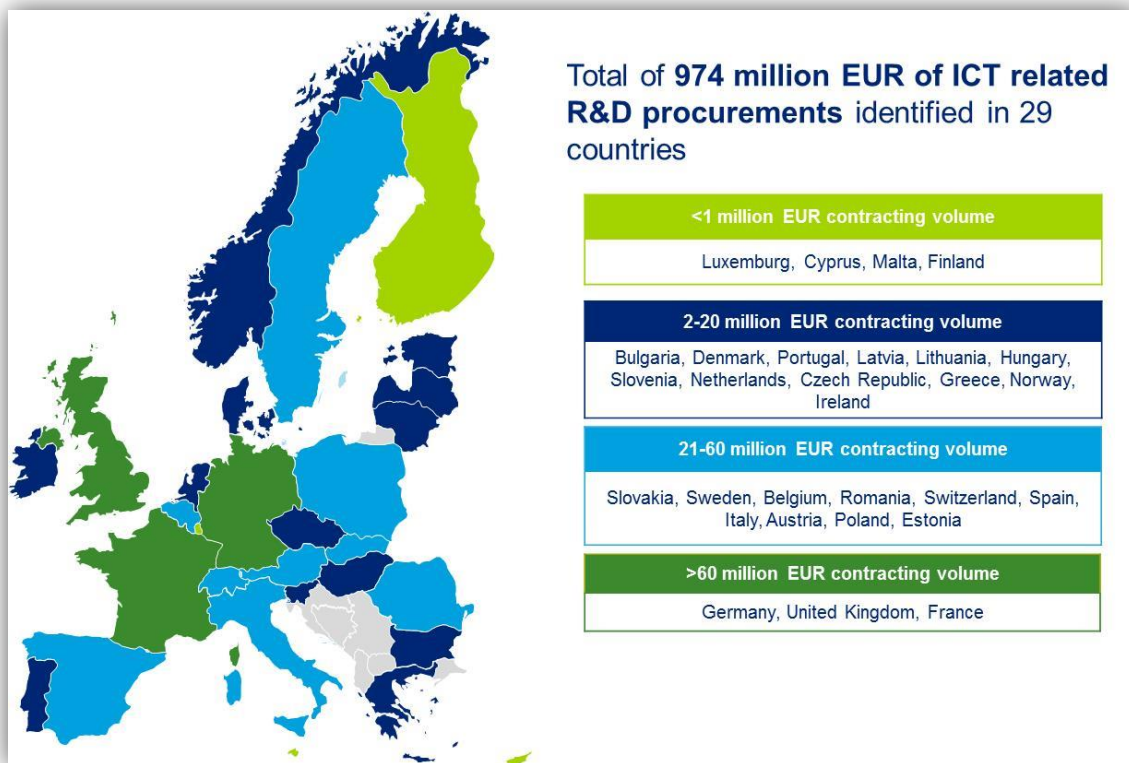 Total of 974 million EUR of ICT related
R&D procurements identified in 29
countries
<1 million EUR contracting volume
Luxemburg, Cyprus, Malta, Finland
2-20 million EUR contracting volume
Bulgaria, Denmark, Portugal, Latvia, Lithuania, Hungary,
Slovenia, Netherlands, Czech Republic, Greece, Norway,
Ireland
21-60 million EUR contracting volume
Slovakia, Sweden, Belgium, Romania, Switzerland, Spain,
Italy, Austria, Poland, Estonia
>60 million EUR contracting volume
Germany, United Kingdom, France